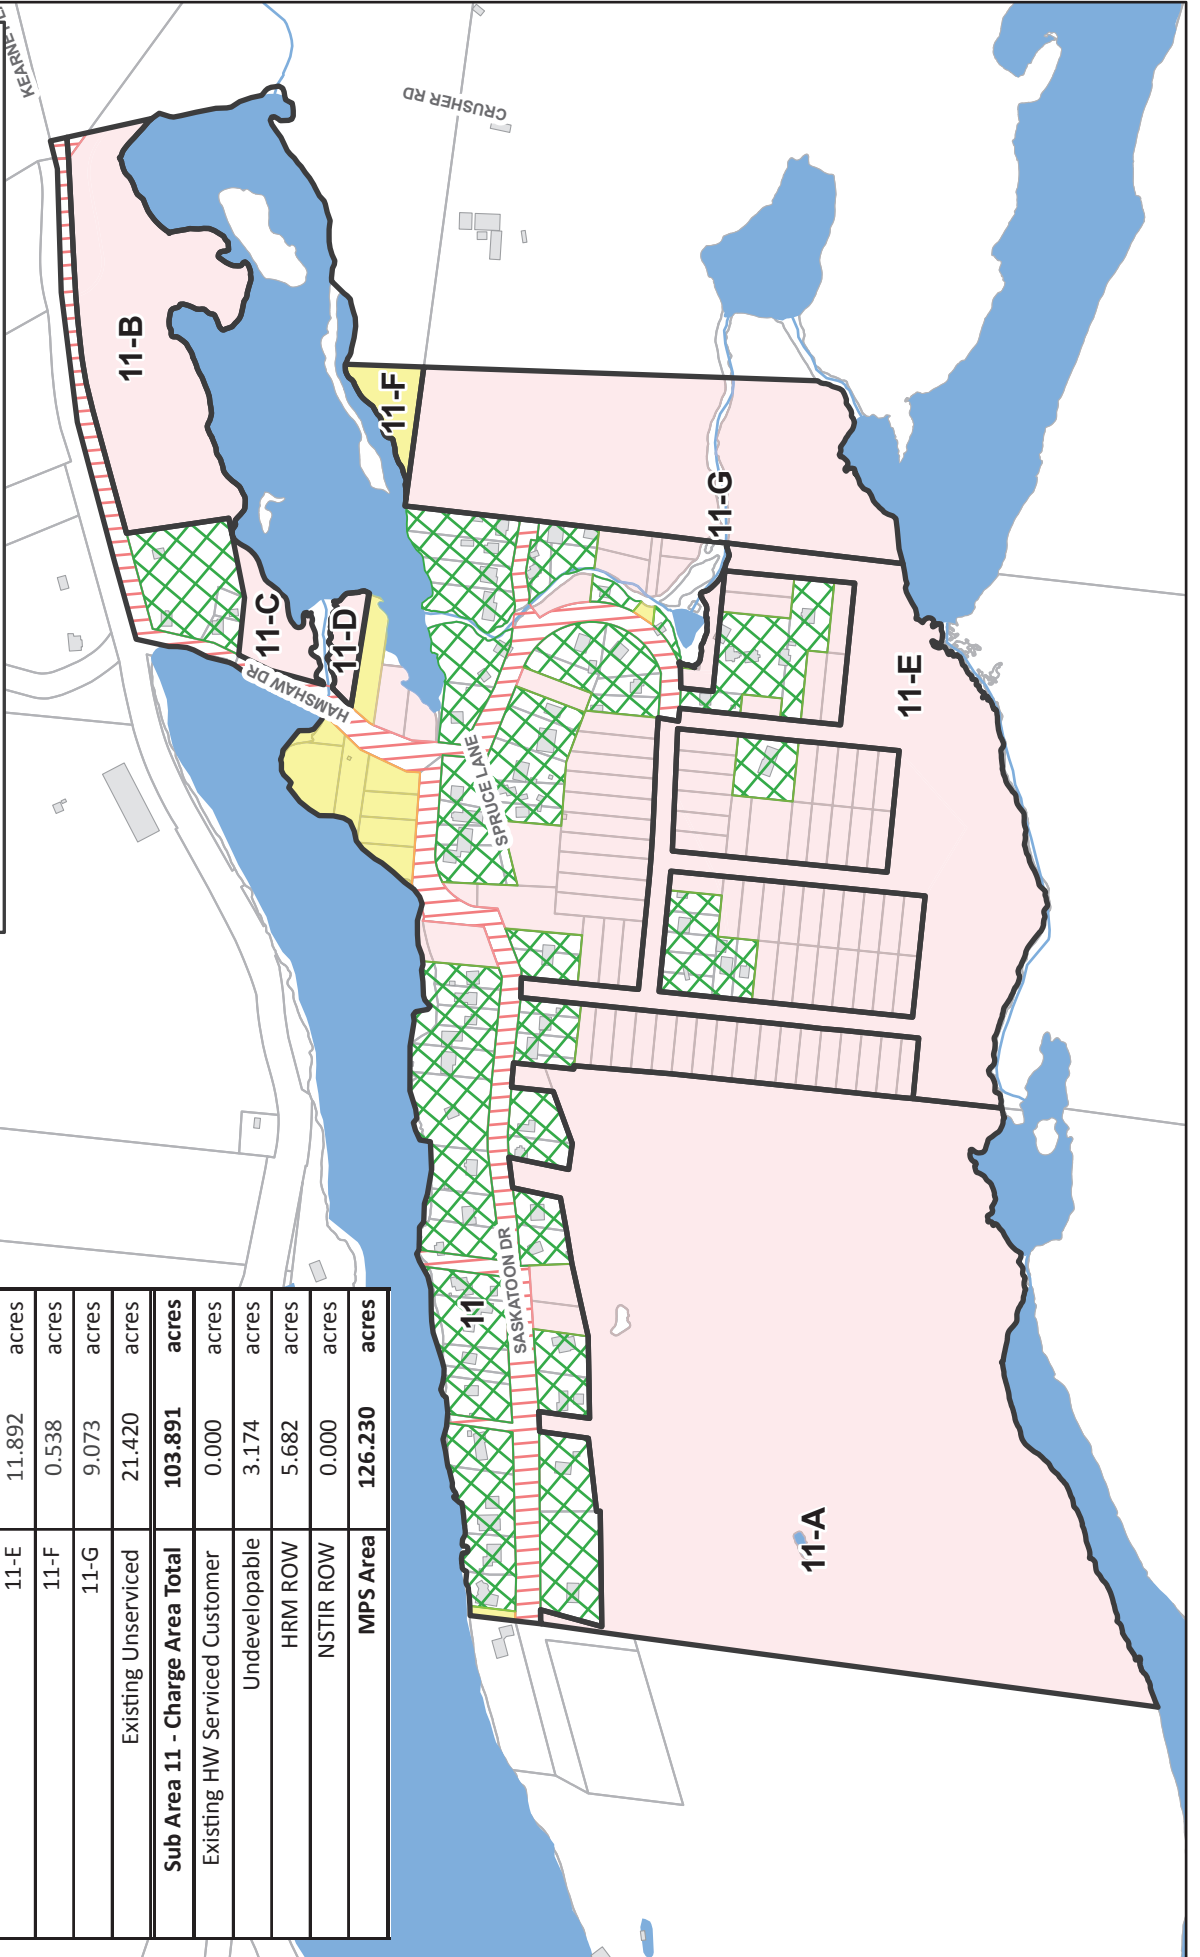 11-E 11.892 acres
11-F 0.538 acres
11-G 9.073 acres
Existing Unserviced 21.420 acres
Sub Area 11 - Charge Area Total 103.891 acres
Existing HW Serviced Customer 0.000 acres
Undevelopable 3.174 acres
HRM ROW 5.682 acres
NSTIR ROW 0.000 acres
MPS Area 126.230 acres
11-A
11
SASKATOON DR
SPRUCE LANE
HAMSHAW DR
11-E
11-D
11-C
11-G
11-F
11-B
CRUSHER RD